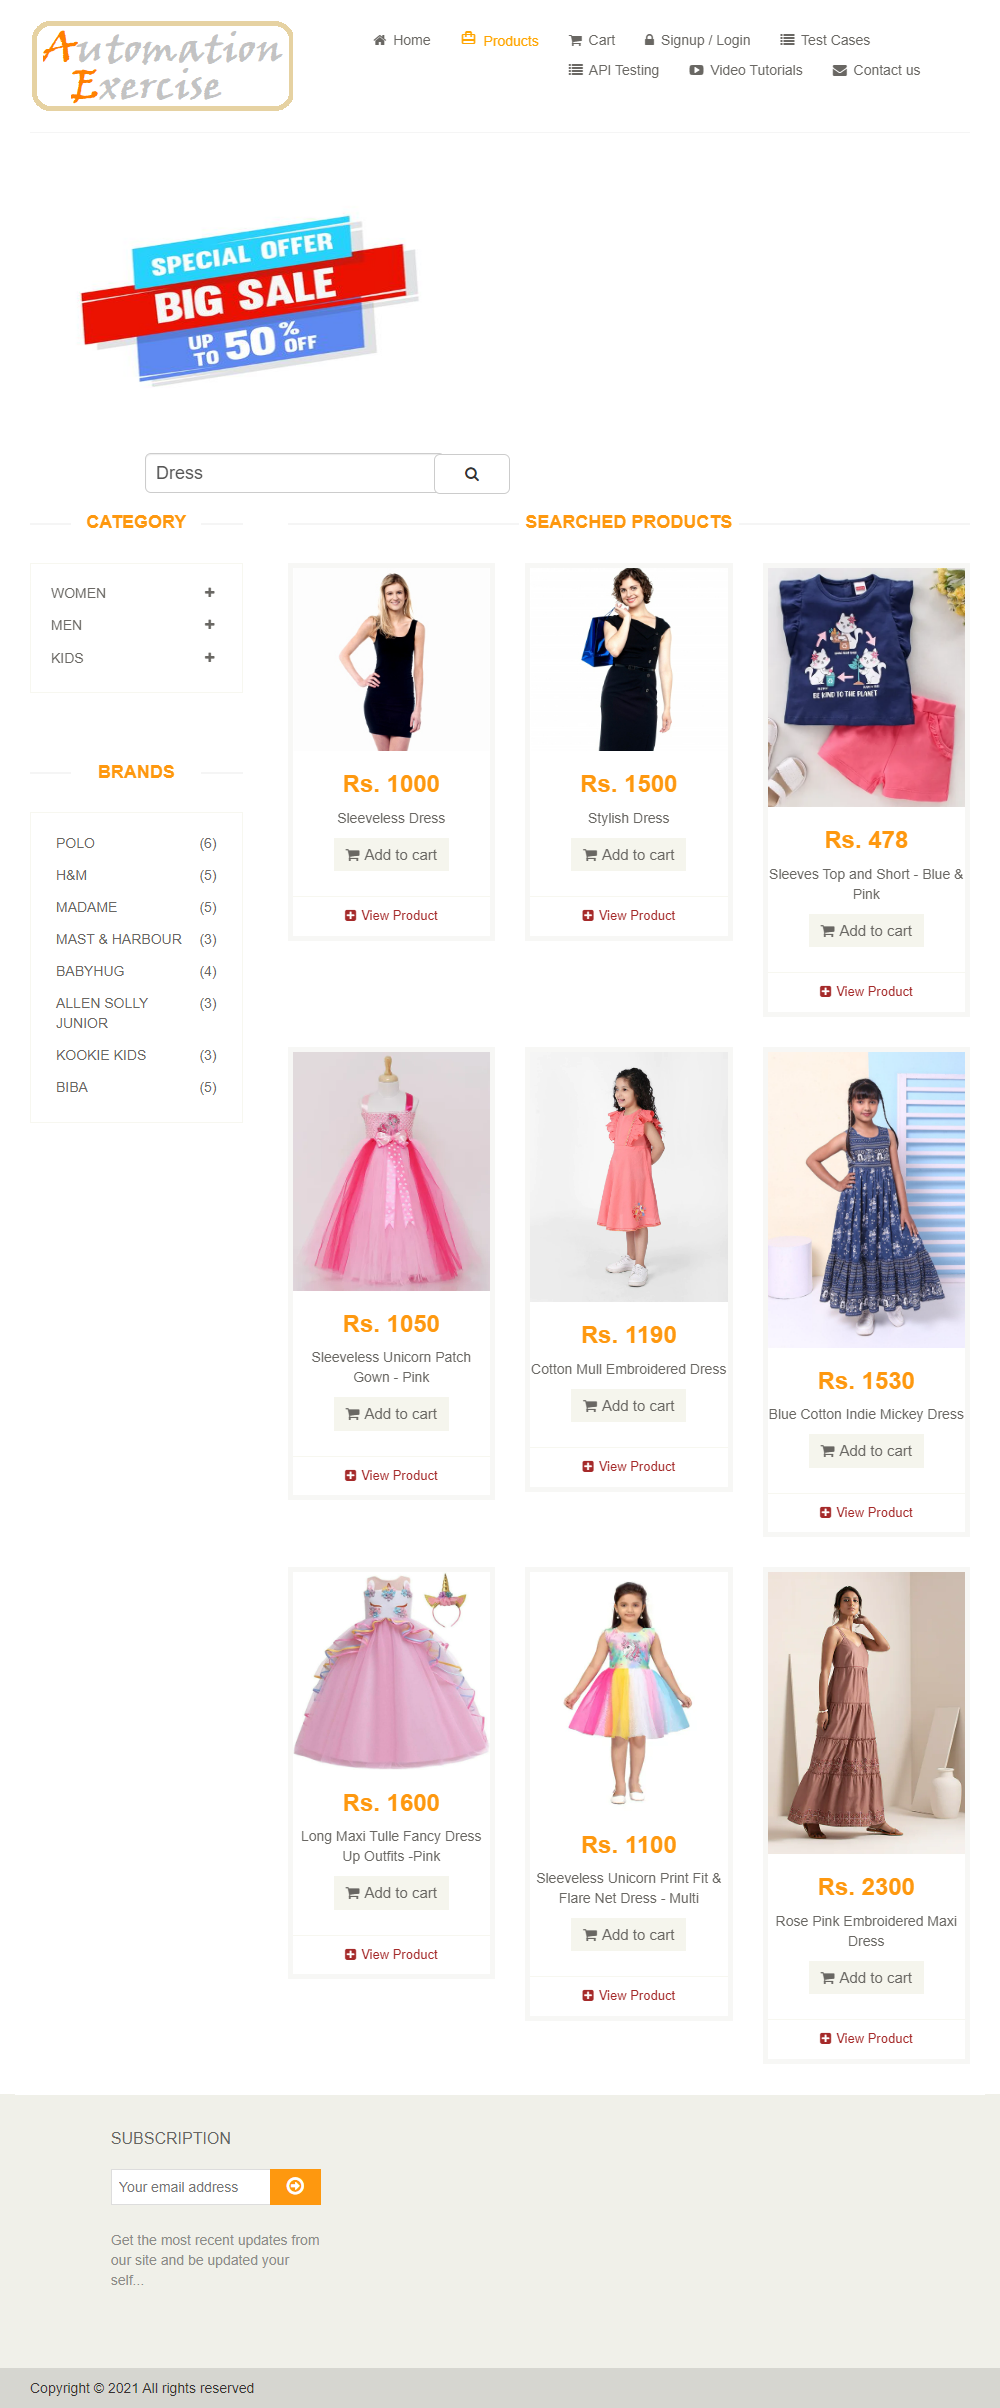 Automation
Exercise
Home
Products
Cart
Signup / Login
Test Cases
API Testing
Video Tutorials
Contact us
SPECIAL OFFER
BIG SALE
UP TO 50% OFF
Dress
CATEGORY
WOMEN
MEN
KIDS
BRANDS
POLO (6)
H&M (5)
MADAME (5)
MAST & HARBOUR (3)
BABYHUG (4)
ALLEN SOLLY (3)
JUNIOR
KOOKIE KIDS (3)
BIBA (5)
SEARCHED PRODUCTS
Rs. 1000
Sleeveless Dress
Add to cart
View Product
Rs. 1500
Stylish Dress
Add to cart
View Product
BE KIND TO THE PLANET
Rs. 478
Sleeves Top and Short - Blue &
Pink
Add to cart
View Product
Rs. 1050
Sleeveless Unicorn Patch
Gown - Pink
Add to cart
View Product
Rs. 1190
Cotton Mull Embroidered Dress
Add to cart
View Product
Rs. 1530
Blue Cotton Indie Mickey Dress
Add to cart
View Product
Rs. 1600
Long Maxi Tulle Fancy Dress
Up Outfits -Pink
Add to cart
View Product
Rs. 1100
Sleeveless Unicorn Print Fit &
Flare Net Dress - Multi
Add to cart
View Product
Rs. 2300
Rose Pink Embroidered Maxi
Dress
Add to cart
View Product
SUBSCRIPTION
Your email address
Get the most recent updates from
our site and be updated your
self...
Copyright © 2021 All rights reserved